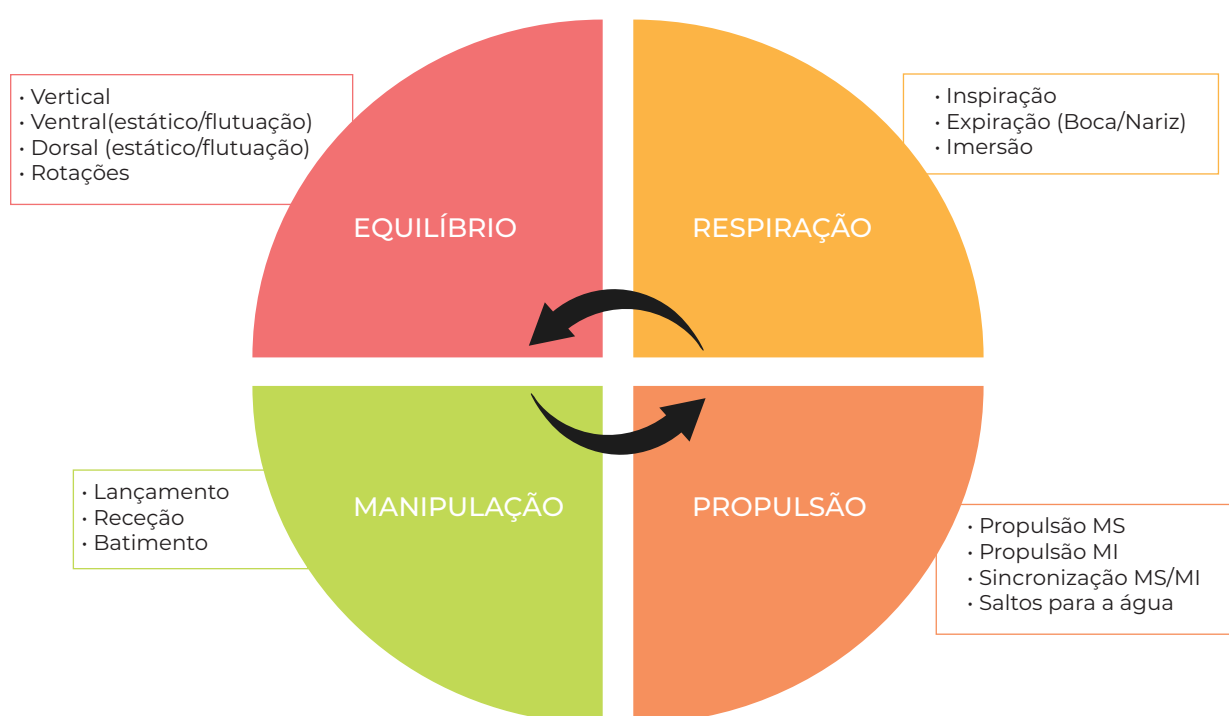 • Vertical
• Ventral(estático/flutuação)
• Dorsal (estático/flutuação)
• Rotações
EQUILÍBRIO
• Inspiração
• Expiração (Boca/Nariz)
• Imersão
RESPIRAÇÃO
• Lançamento
• Receção
• Batimento
MANIPULAÇÃO
PROPULSÃO
• Propulsão MS
• Propulsão MI
• Sincronização MS/MI
• Saltos para a água